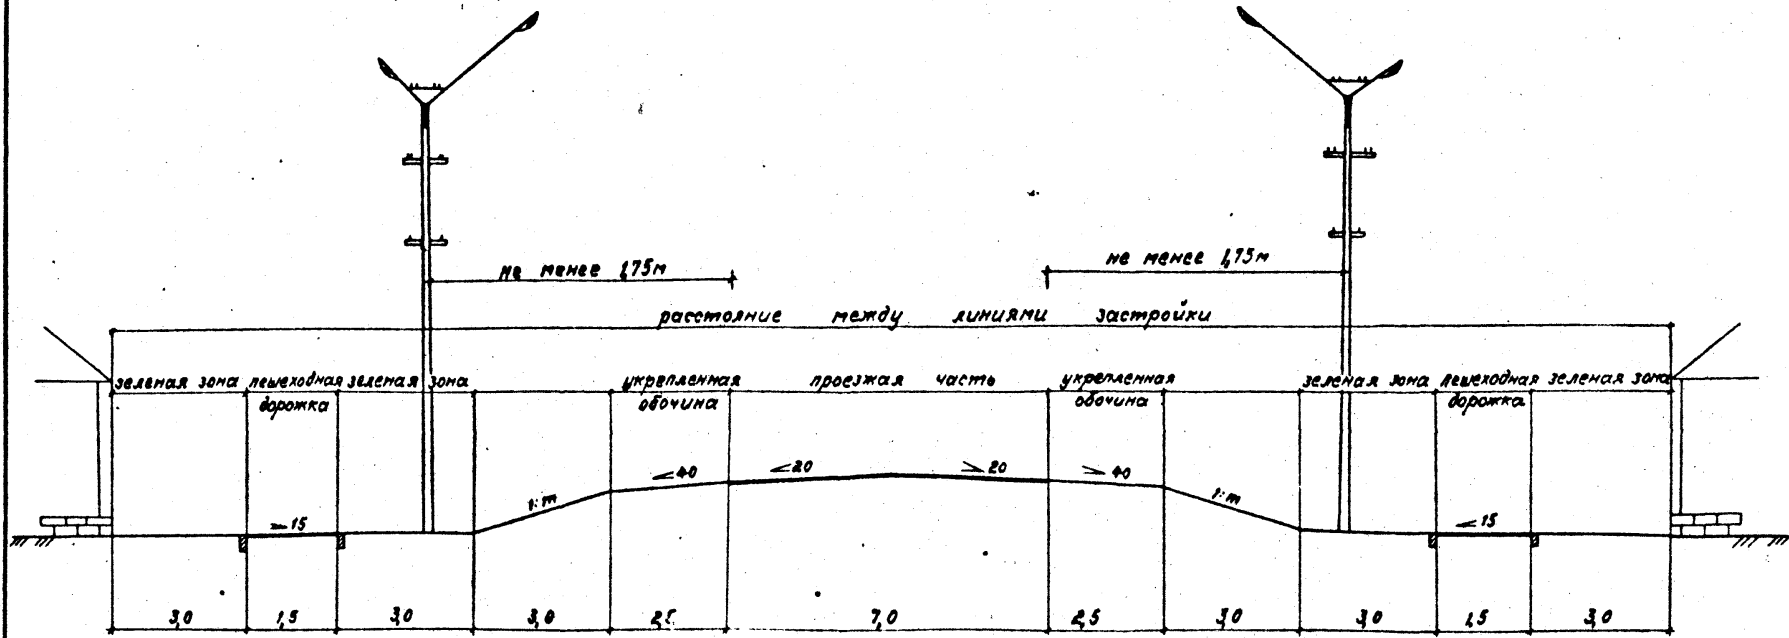 не менее 1,75м
не менее 1,75м
расстояние между линиями застройки
зеленая зона пешеходная дорожка зеленая зона укрепленная обочина проезжая часть укрепленная обочина зеленая зона пешеходная дорожка зеленая зона
15 1:m 40 20 20 40 1:m 15
3,0 1,5 3,0 3,0 2,5 7,0 2,5 3,0 3,0 1,5 3,0